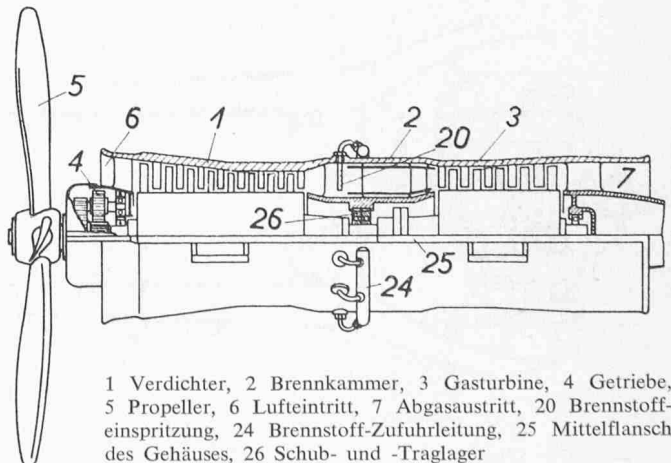 5
6
1
2
20
3
4
7
26
25
24
1 Verdichter, 2 Brennkammer, 3 Gasturbine, 4 Getriebe,
5 Propeller, 6 Lufteintritt, 7 Abgasaustritt, 20 Brennstoff-
einspritzung, 24 Brennstoff-Zufuhrleitung, 25 Mittelflansch
des Gehäuses, 26 Schub- und -Traglager